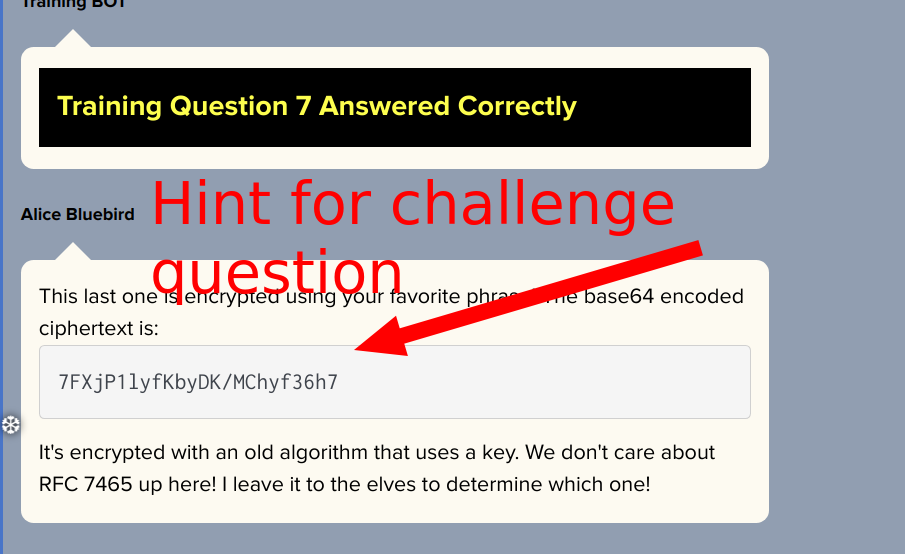 Training BOT
Training Question 7 Answered Correctly
Hint for challenge
question
Alice Bluebird
This last one is encrypted using your favorite phrase! The base64 encoded
ciphertext is:
7FXjP1lyfKbyDK/MChyf36h7
It's encrypted with an old algorithm that uses a key. We don't care about
RFC 7465 up here! I leave it to the elves to determine which one!